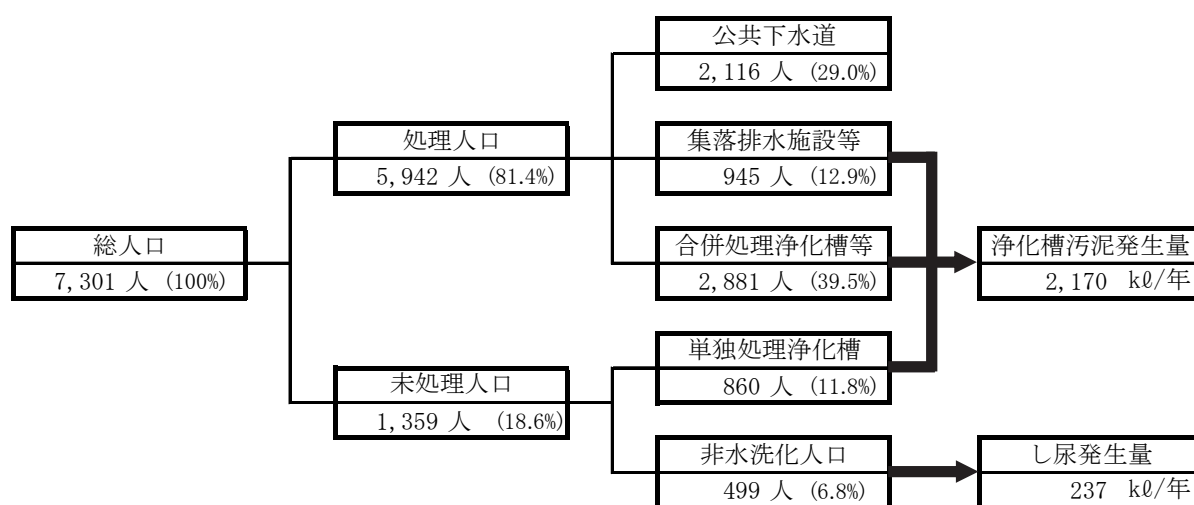 公共下水道
2,116 人 (29.0%)
処理人口
5,942 人 (81.4%)
集落排水施設等
945 人 (12.9%)
総人口
7,301 人 (100%)
合併処理浄化槽等
2,881 人 (39.5%)
浄化槽汚泥発生量
2,170 kℓ/年
単独処理浄化槽
860 人 (11.8%)
未処理人口
1,359 人 (18.6%)
非水洗化人口
499 人 (6.8%)
し尿発生量
237 kℓ/年